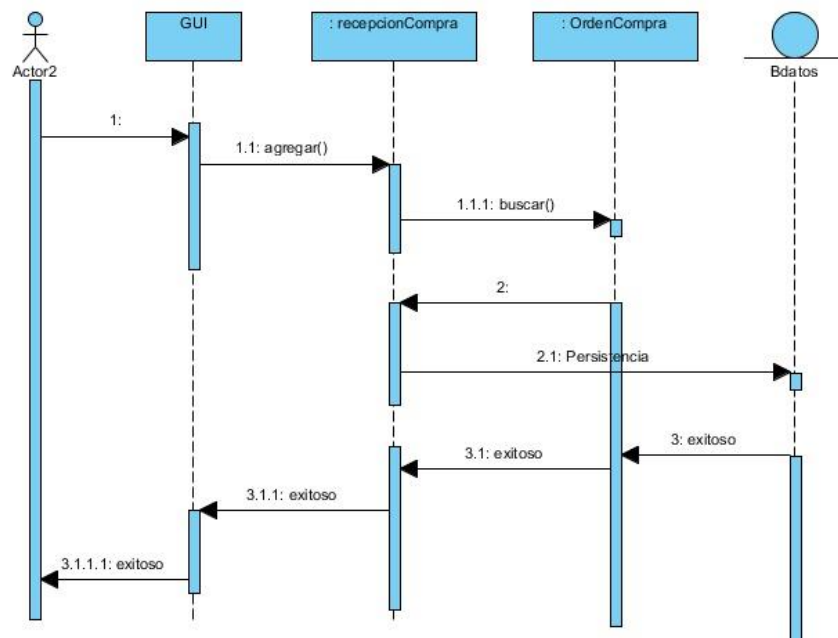 GUI
: recepcionCompra
: OrdenCompra
Actor2
Bdatos
1:
1.1: agregar()
1.1.1: buscar()
2:
2.1: Persistencia
3: exitoso
3.1: exitoso
3.1.1: exitoso
3.1.1.1: exitoso